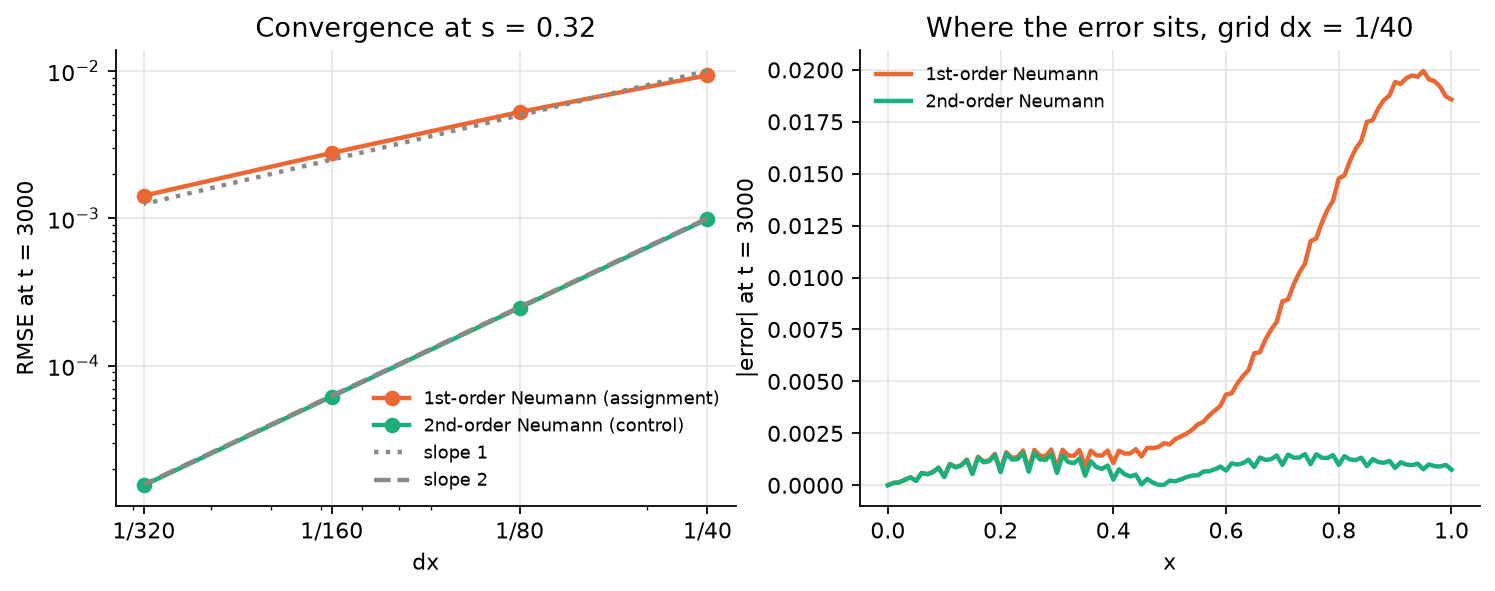 Convergence at s = 0.32
RMSE at t = 3000
10⁻²
10⁻³
10⁻⁴
1st-order Neumann (assignment)
2nd-order Neumann (control)
slope 1
slope 2
1/320
1/160
1/80
1/40
dx
Where the error sits, grid dx = 1/40
|error| at t = 3000
0.0200
0.0175
0.0150
0.0125
0.0100
0.0075
0.0050
0.0025
0.0000
1st-order Neumann
2nd-order Neumann
0.0
0.2
0.4
0.6
0.8
1.0
x